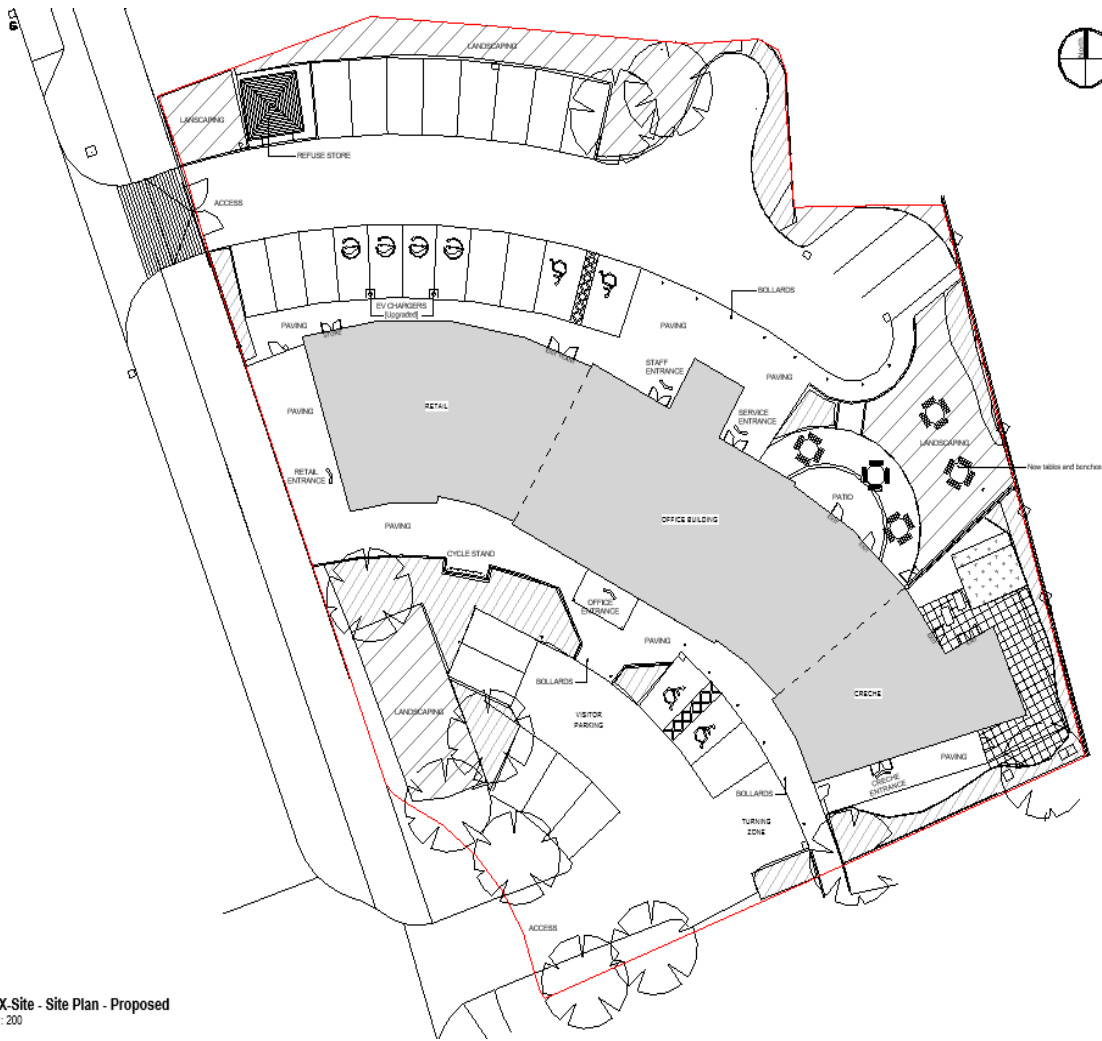 North
LANDSCAPING
LANSCAPING
REFUSE STORE
ACCESS
BOLLARDS
EV CHARGERS
[Upgraded]
PAVING
PAVING
STAFF
ENTRANCE
PAVING
RETAIL
PAVING
SERVICE
ENTRANCE
LANDSCAPING
New tables and benches
RETAIL
ENTRANCE
PATIO
OFFICE BUILDING
PAVING
CYCLE STAND
OFFICE
ENTRANCE
PAVING
BOLLARDS
CRECHE
LANDSCAPING
VISITOR
PARKING
PAVING
CRECHE
ENTRANCE
BOLLARDS
TURNING
ZONE
ACCESS
X-Site - Site Plan - Proposed
: 200